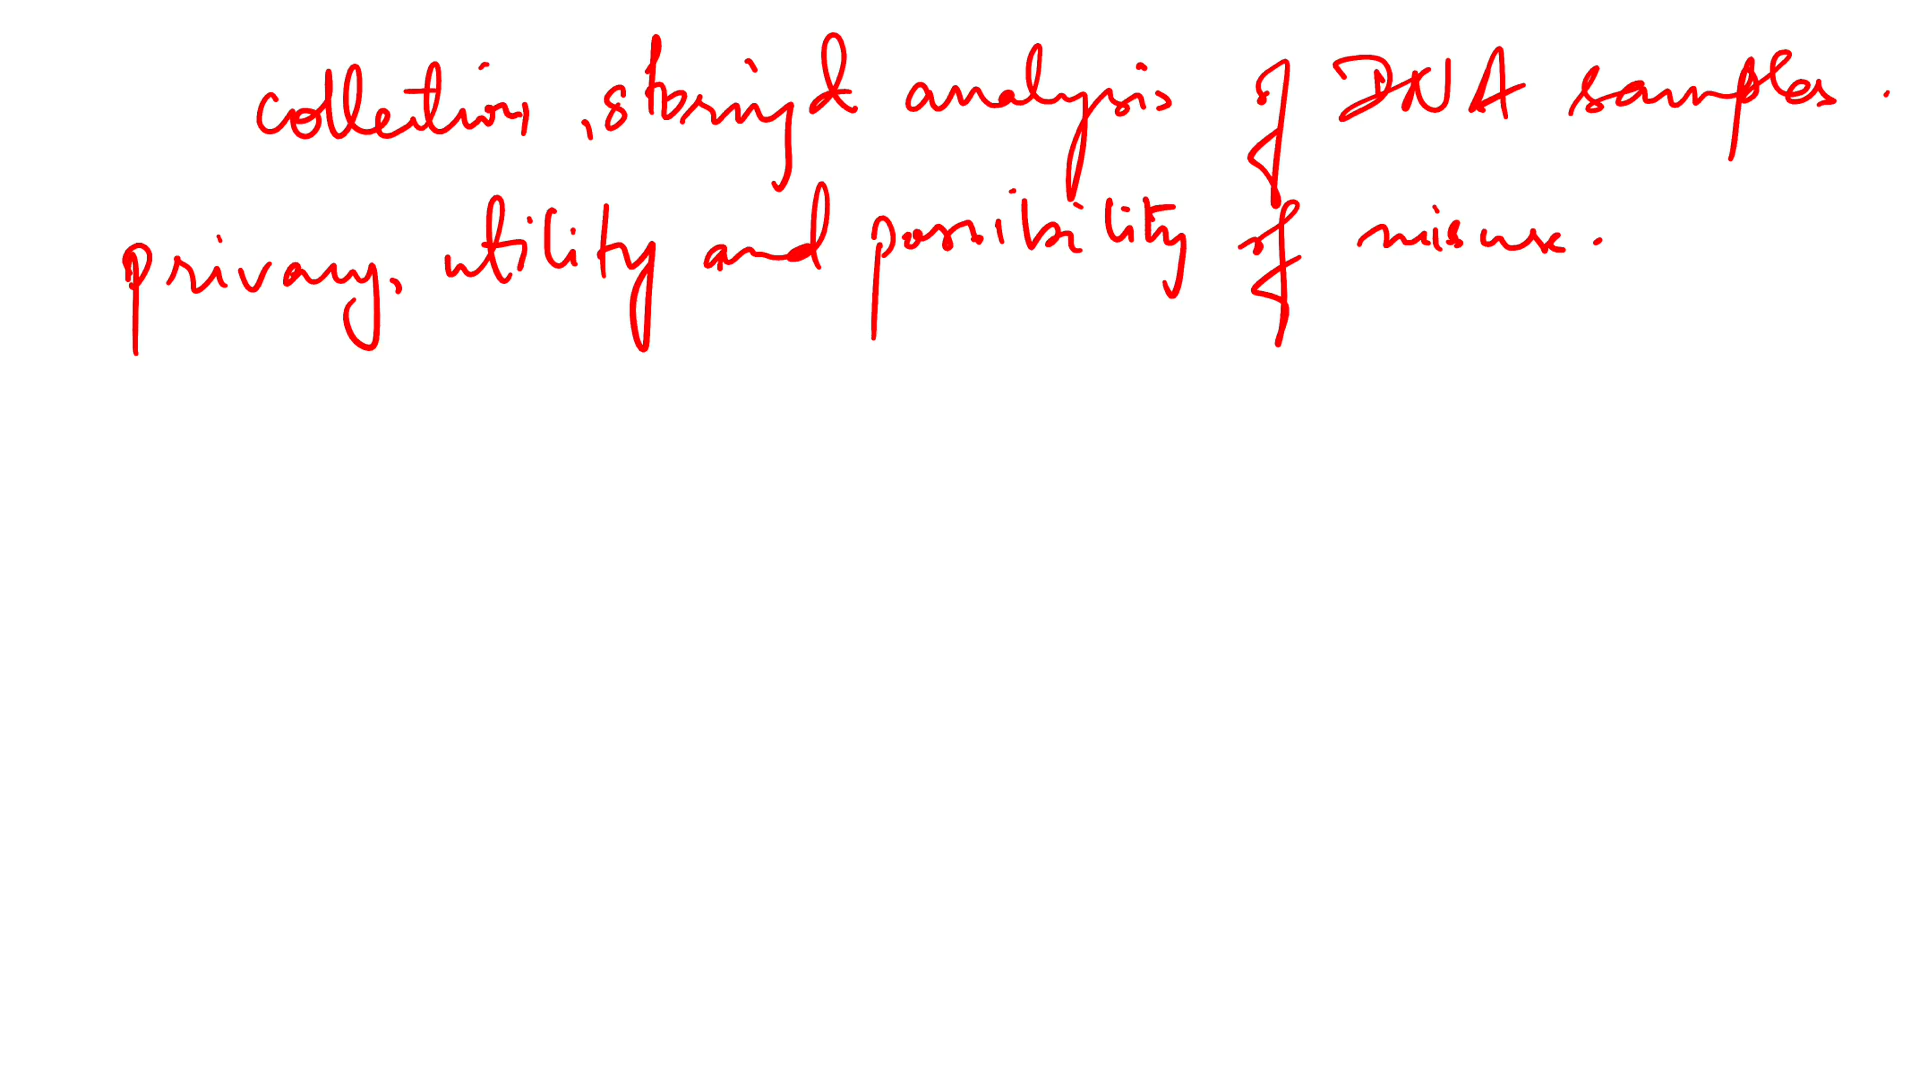 collection, storing & analysis of DNA samples.
privacy, utility and possibility of misuse.